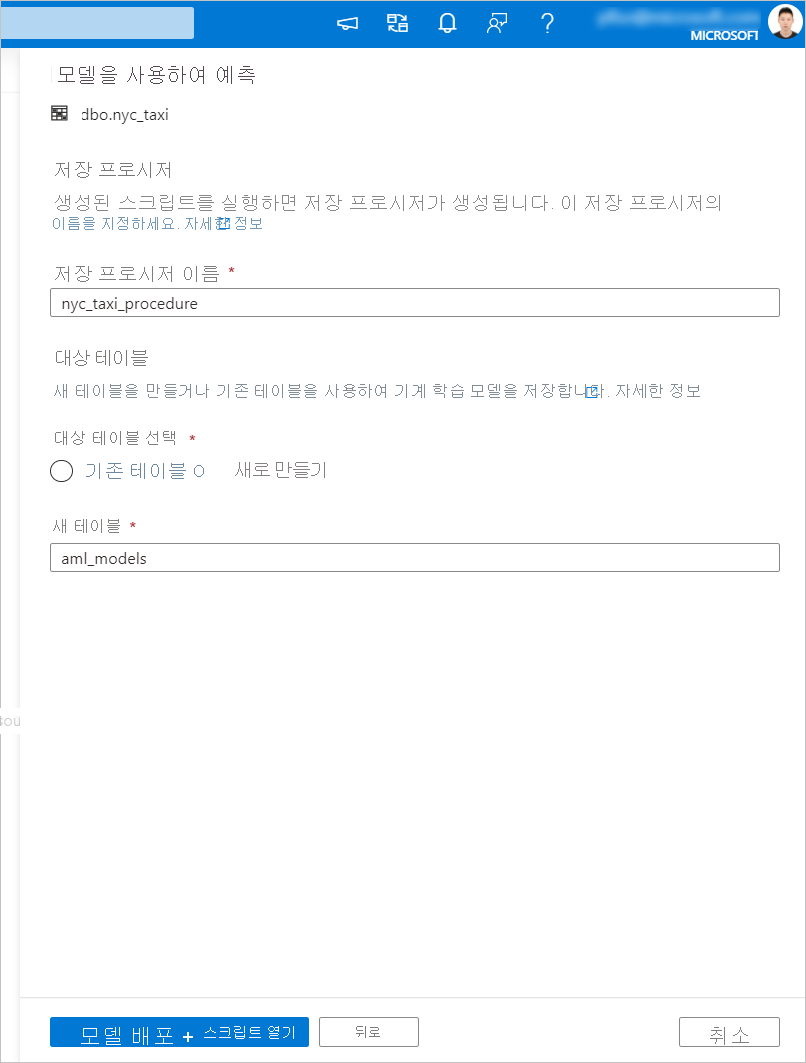 MICROSOFT
모델을 사용하여 예측
dbo.nyc_taxi
저장 프로시저
생성된 스크립트를 실행하면 저장 프로시저가 생성됩니다. 이 저장 프로시저의
이름을 지정하세요. 자세한 정보
저장 프로시저 이름 *
nyc_taxi_procedure
대상 테이블
새 테이블을 만들거나 기존 테이블을 사용하여 기계 학습 모델을 저장합니다. 자세한 정보
대상 테이블 선택 *
기존 테이블 O 새로 만들기
새 테이블 *
aml_models
모델 배포 + 스크립트 열기 뒤로 취소